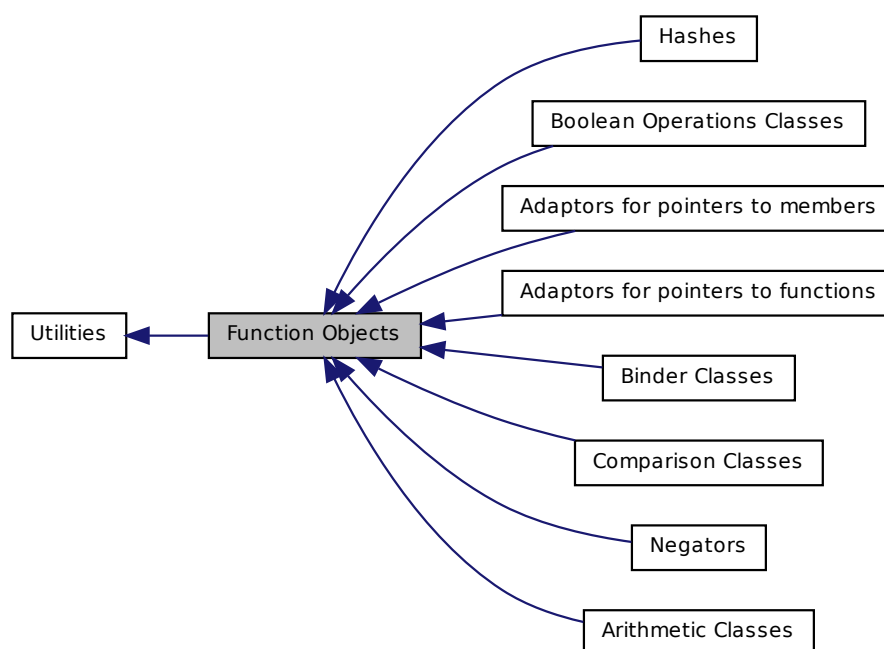 Hashes
Boolean Operations Classes
Adaptors for pointers to members
Adaptors for pointers to functions
Utilities
Function Objects
Binder Classes
Comparison Classes
Negators
Arithmetic Classes